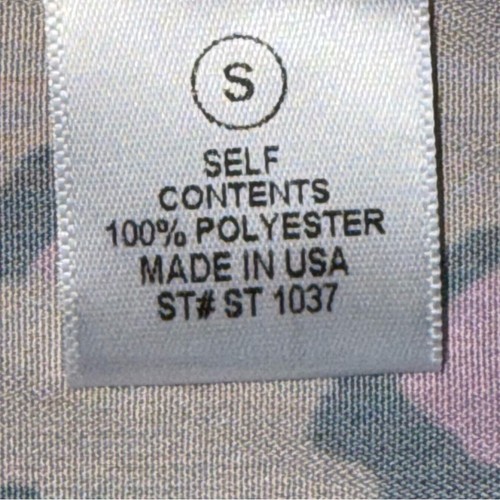 S
SELF
CONTENTS
100% POLYESTER
MADE IN USA
ST# ST 1037